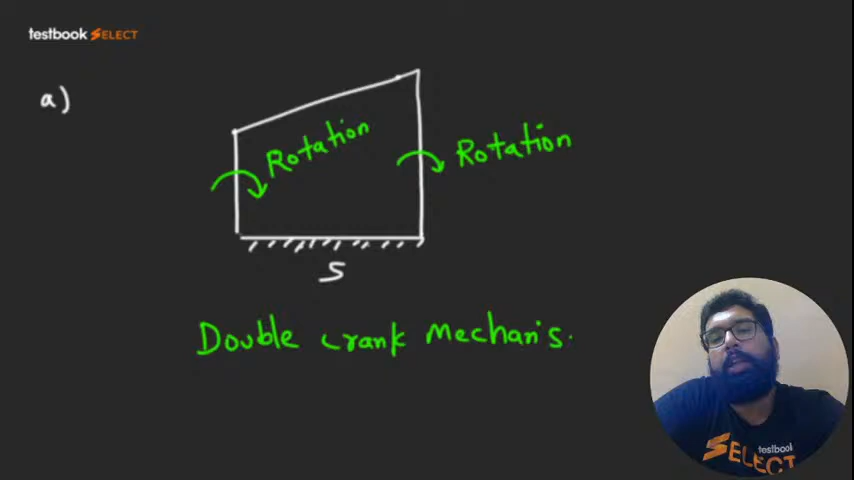 testbook SELECT
a)
Rotation
Rotation
S
Double crank Mechanis.
testbook
SELECT